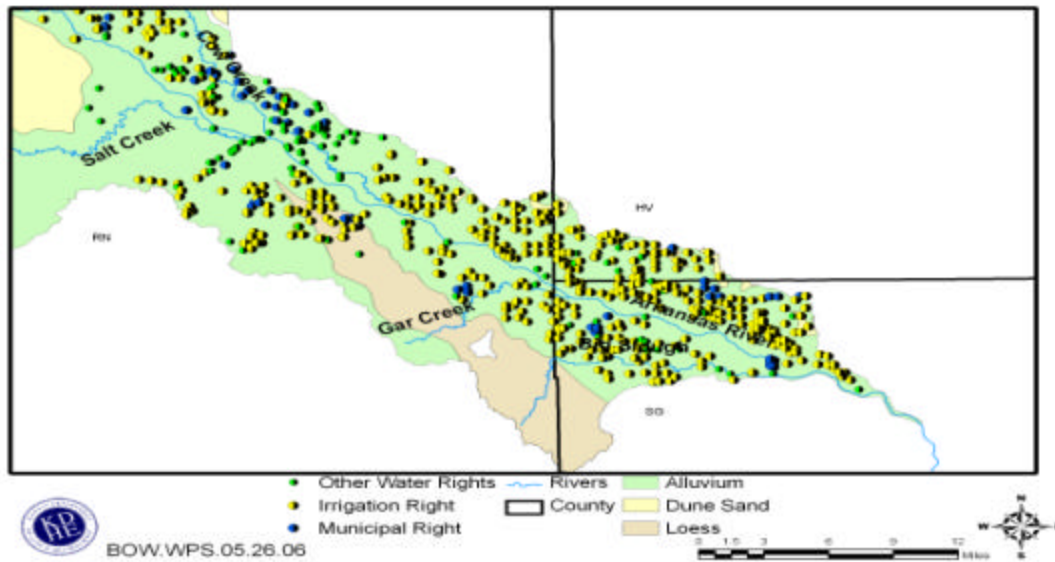 Cow Creek
Salt Creek
HV
RN
Arkansas River
Gar Creek
Big Slough
SG
Other Water Rights
Rivers
Alluvium
Irrigation Right
County
Dune Sand
Municipal Right
Loess
KDHE
N
W
S
BOW.WPS.05.26.06
0 1.5 3 6 9 12
Miles